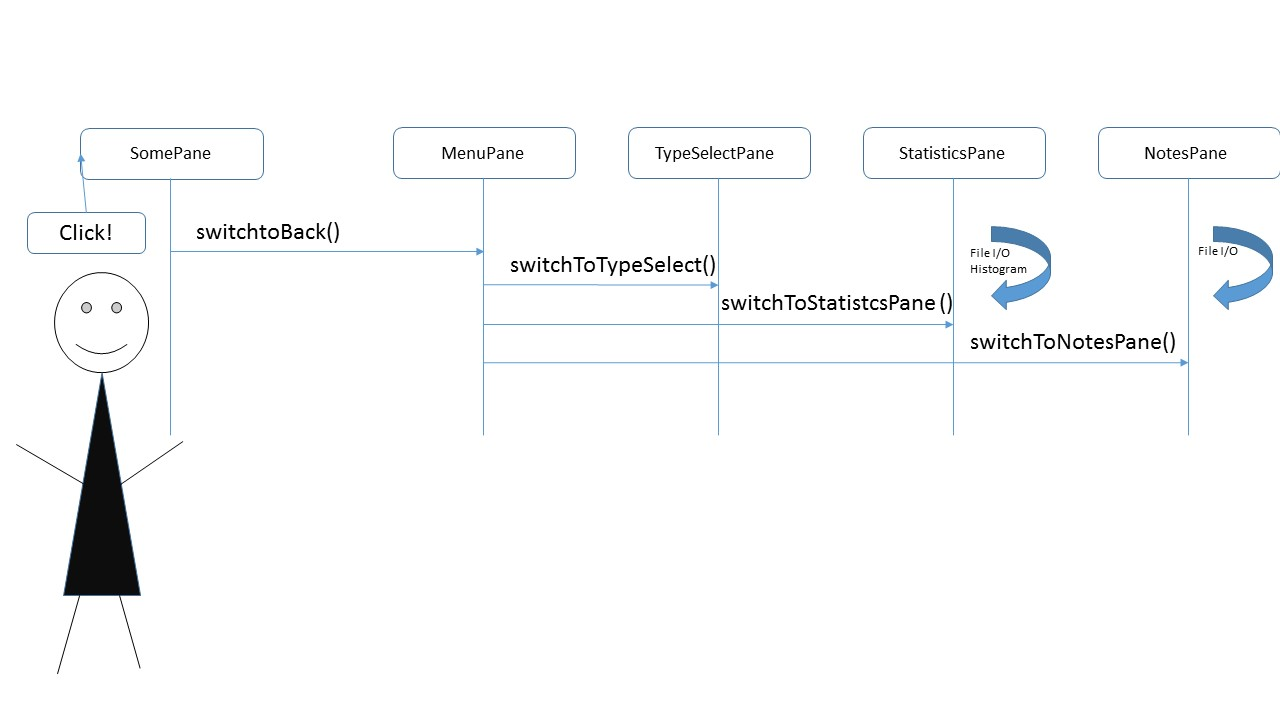 SomePane
MenuPane
TypeSelectPane
StatisticsPane
NotesPane
Click!
switchtoBack()
switchToTypeSelect()
File I/O
Histogram
File I/O
switchToStatistcsPane ()
switchToNotesPane()